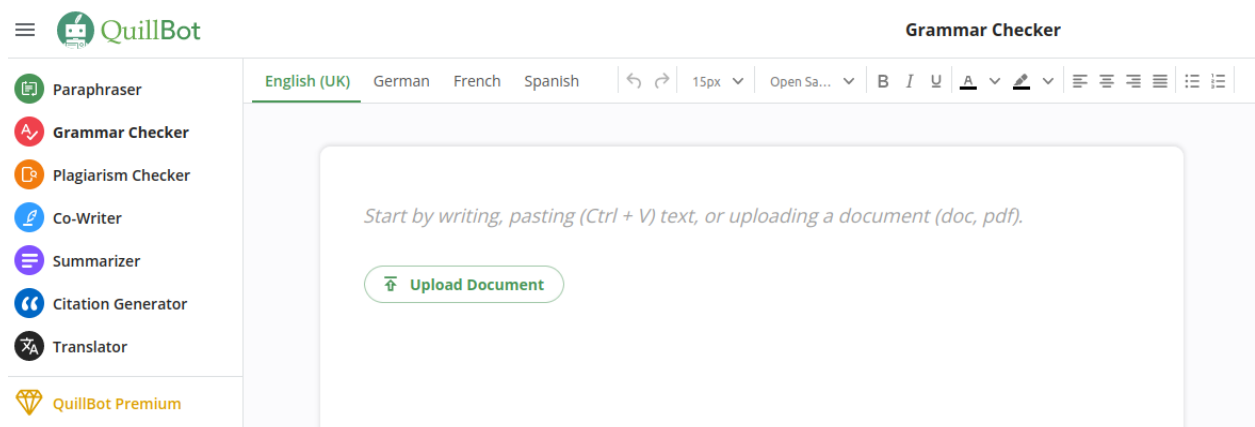 QuillBot
Grammar Checker
Paraphraser
Grammar Checker
Plagiarism Checker
Co-Writer
Summarizer
Citation Generator
Translator
QuillBot Premium
English (UK) German French Spanish 15px Open Sa... B I U A
Start by writing, pasting (Ctrl + V) text, or uploading a document (doc, pdf).
Upload Document